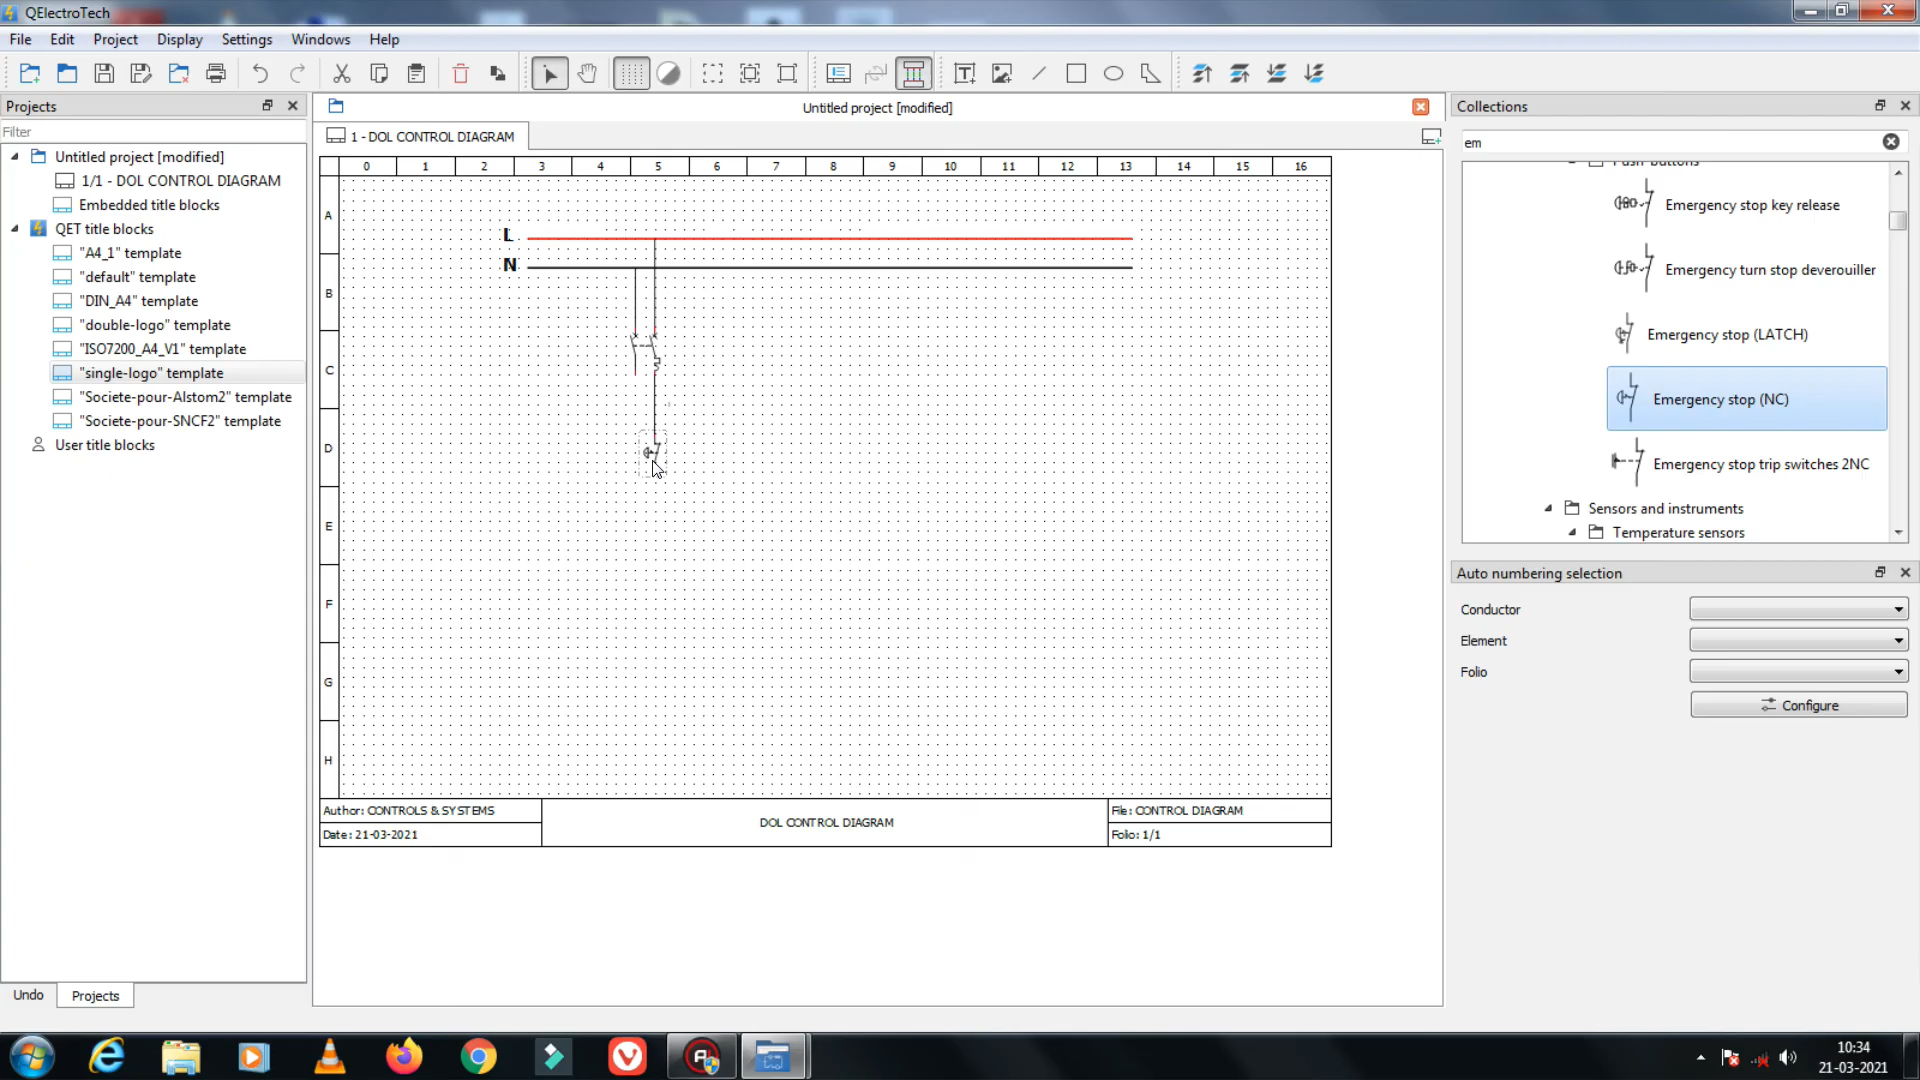 QElectroTech
File Edit Project Display Settings Windows Help
Projects
Filter
Untitled project [modified]
1/1 - DOL CONTROL DIAGRAM
Embedded title blocks
QET title blocks
"A4_1" template
"default" template
"DIN_A4" template
"double-logo" template
"ISO7200_A4_V1" template
"single-logo" template
"Societe-pour-Alstom2" template
"Societe-pour-SNCF2" template
User title blocks
Undo Projects
Untitled project [modified]
1 - DOL CONTROL DIAGRAM
0 1 2 3 4 5 6 7 8 9 10 11 12 13 14 15 16
A
B
C
D
E
F
G
H
L
N
Author: CONTROLS & SYSTEMS
Date: 21-03-2021
DOL CONTROL DIAGRAM
File: CONTROL DIAGRAM
Folio: 1/1
Collections
em
Push-buttons
Emergency stop key release
Emergency turn stop deverouiller
Emergency stop (LATCH)
Emergency stop (NC)
Emergency stop trip switches 2NC
Sensors and instruments
Temperature sensors
Auto numbering selection
Conductor
Element
Folio
Configure
10:34
21-03-2021